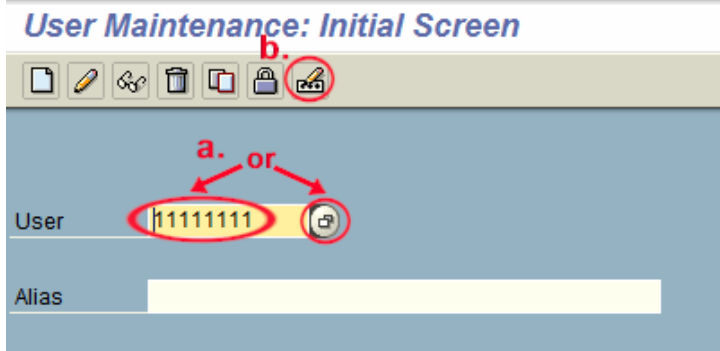 User Maintenance: Initial Screen
b.
a. or
User 11111111
Alias